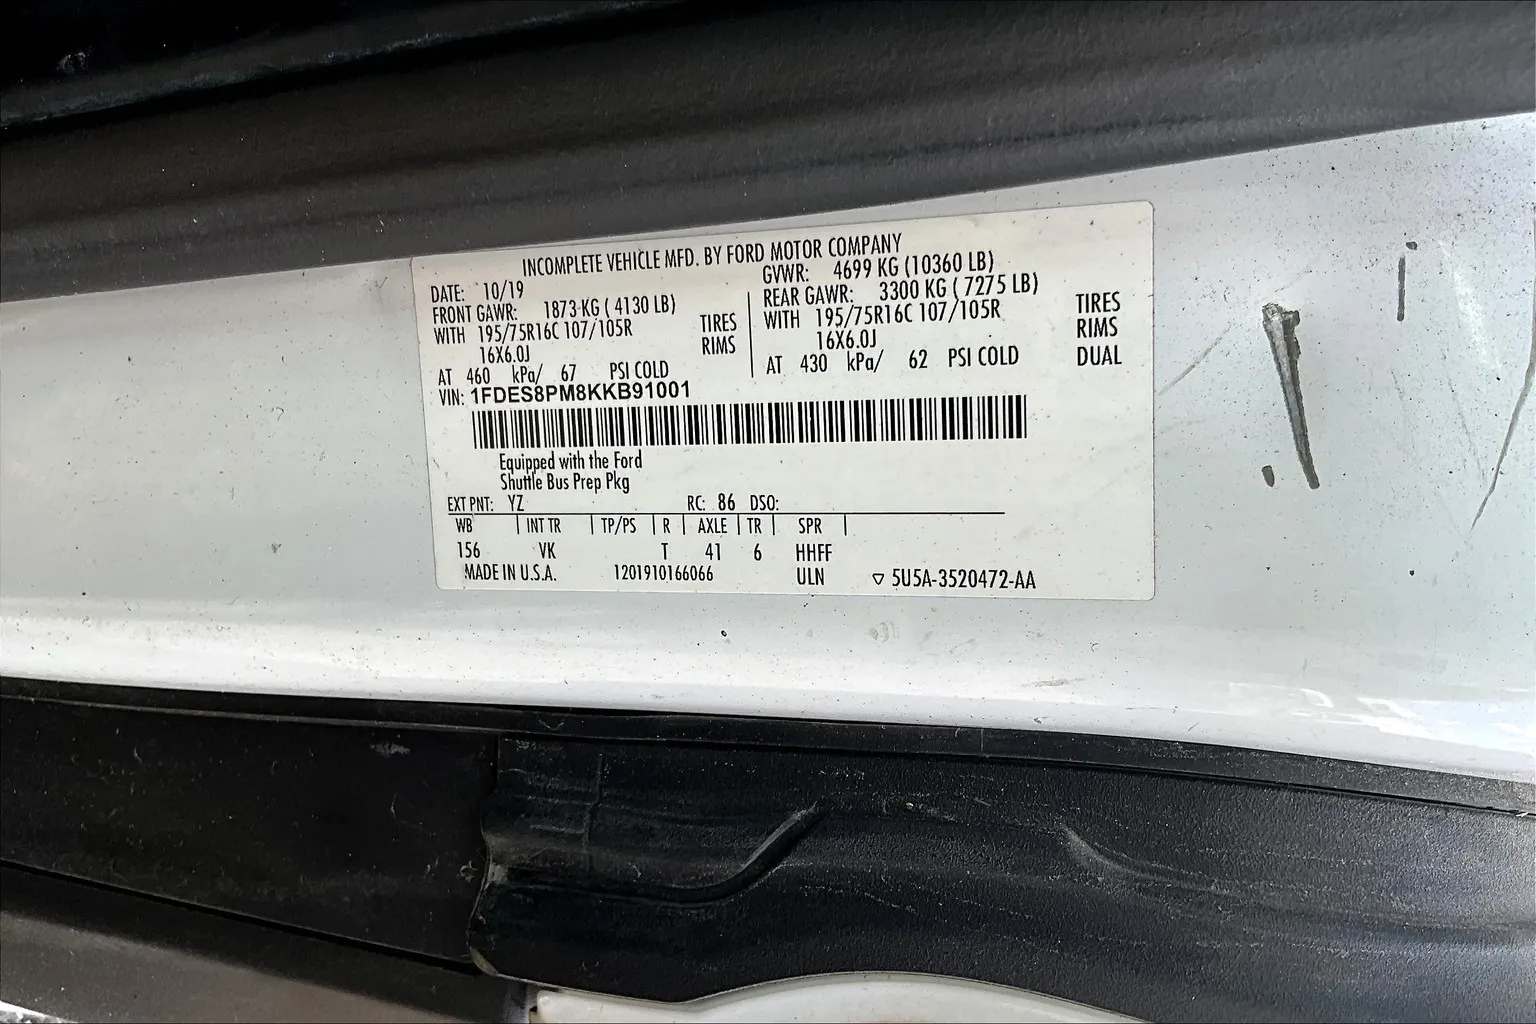 INCOMPLETE VEHICLE MFD. BY FORD MOTOR COMPANY
DATE: 10/19 GVWR: 4699 KG (10360 LB)
FRONT GAWR: 1873 KG ( 4130 LB) REAR GAWR: 3300 KG ( 7275 LB)
WITH 195/75R16C 107/105R TIRES WITH 195/75R16C 107/105R TIRES
16X6.0J RIMS 16X6.0J RIMS
AT 460 kPa/ 67 PSI COLD AT 430 kPa/ 62 PSI COLD DUAL
VIN: 1FDES8PM8KKB91001
Equipped with the Ford
Shuttle Bus Prep Pkg
EXT PNT: YZ RC: 86 DSO:
WB INT TR TP/PS R AXLE TR SPR
156 VK T 41 6 HHFF
MADE IN U.S.A. 1201910166066 ULN ▽ 5U5A-3520472-AA